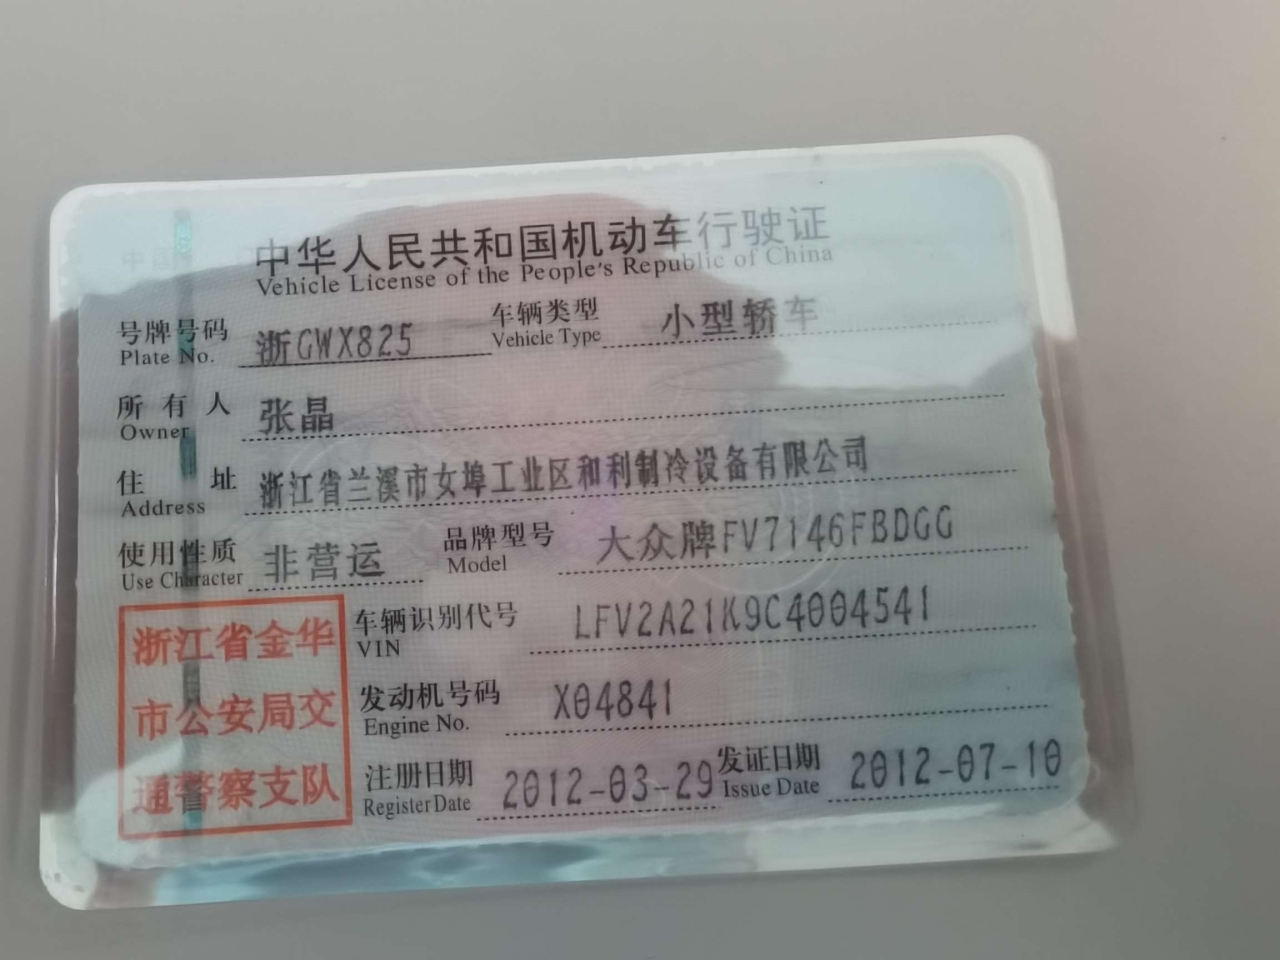 中华人民共和国机动车行驶证
Vehicle License of the People's Republic of China
号牌号码 浙GWX825 车辆类型 小型轿车
Plate No. Vehicle Type
所有人 张晶
Owner
住址 浙江省兰溪市女埠工业区和利制冷设备有限公司
Address
使用性质 非营运 品牌型号 大众牌FV7146FBDGG
Use Character Model
浙江省金华
市公安局交
通警察支队
车辆识别代号 LFV2A21K9C4004541
VIN
发动机号码 X04841
Engine No.
注册日期 2012-03-29 发证日期 2012-07-10
Register Date Issue Date